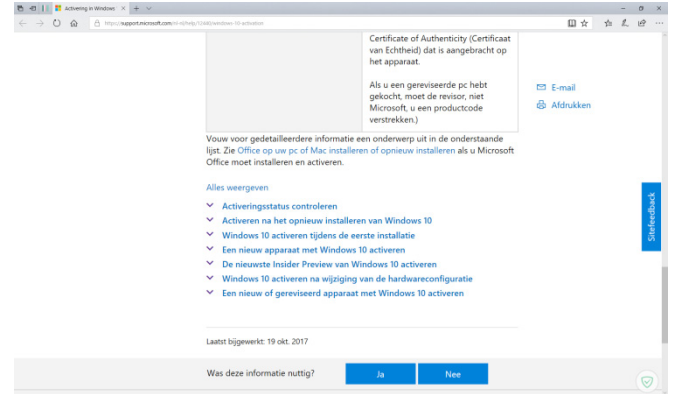 Activering in Windows
https://support.microsoft.com/nl-nl/help/12440/windows-10-activation
Certificate of Authenticity (Certificaat
van Echtheid) dat is aangebracht op
het apparaat.
Als u een gereviseerde pc hebt
gekocht, moet de revisor, niet
Microsoft, u een productcode
verstrekken.)
E-mail
Afdrukken
Vouw voor gedetailleerdere informatie een onderwerp uit in de onderstaande
lijst. Zie Office op uw pc of Mac installeren of opnieuw installeren als u Microsoft
Office moet installeren en activeren.
Alles weergeven
Activeringsstatus controleren
Activeren na het opnieuw installeren van Windows 10
Windows 10 activeren tijdens de eerste installatie
Een nieuw apparaat met Windows 10 activeren
De nieuwste Insider Preview van Windows 10 activeren
Windows 10 activeren na wijziging van de hardwareconfiguratie
Een nieuw of gereviseerd apparaat met Windows 10 activeren
Sitefeedback
Laatst bijgewerkt: 19 okt. 2017
Was deze informatie nuttig?
Ja
Nee